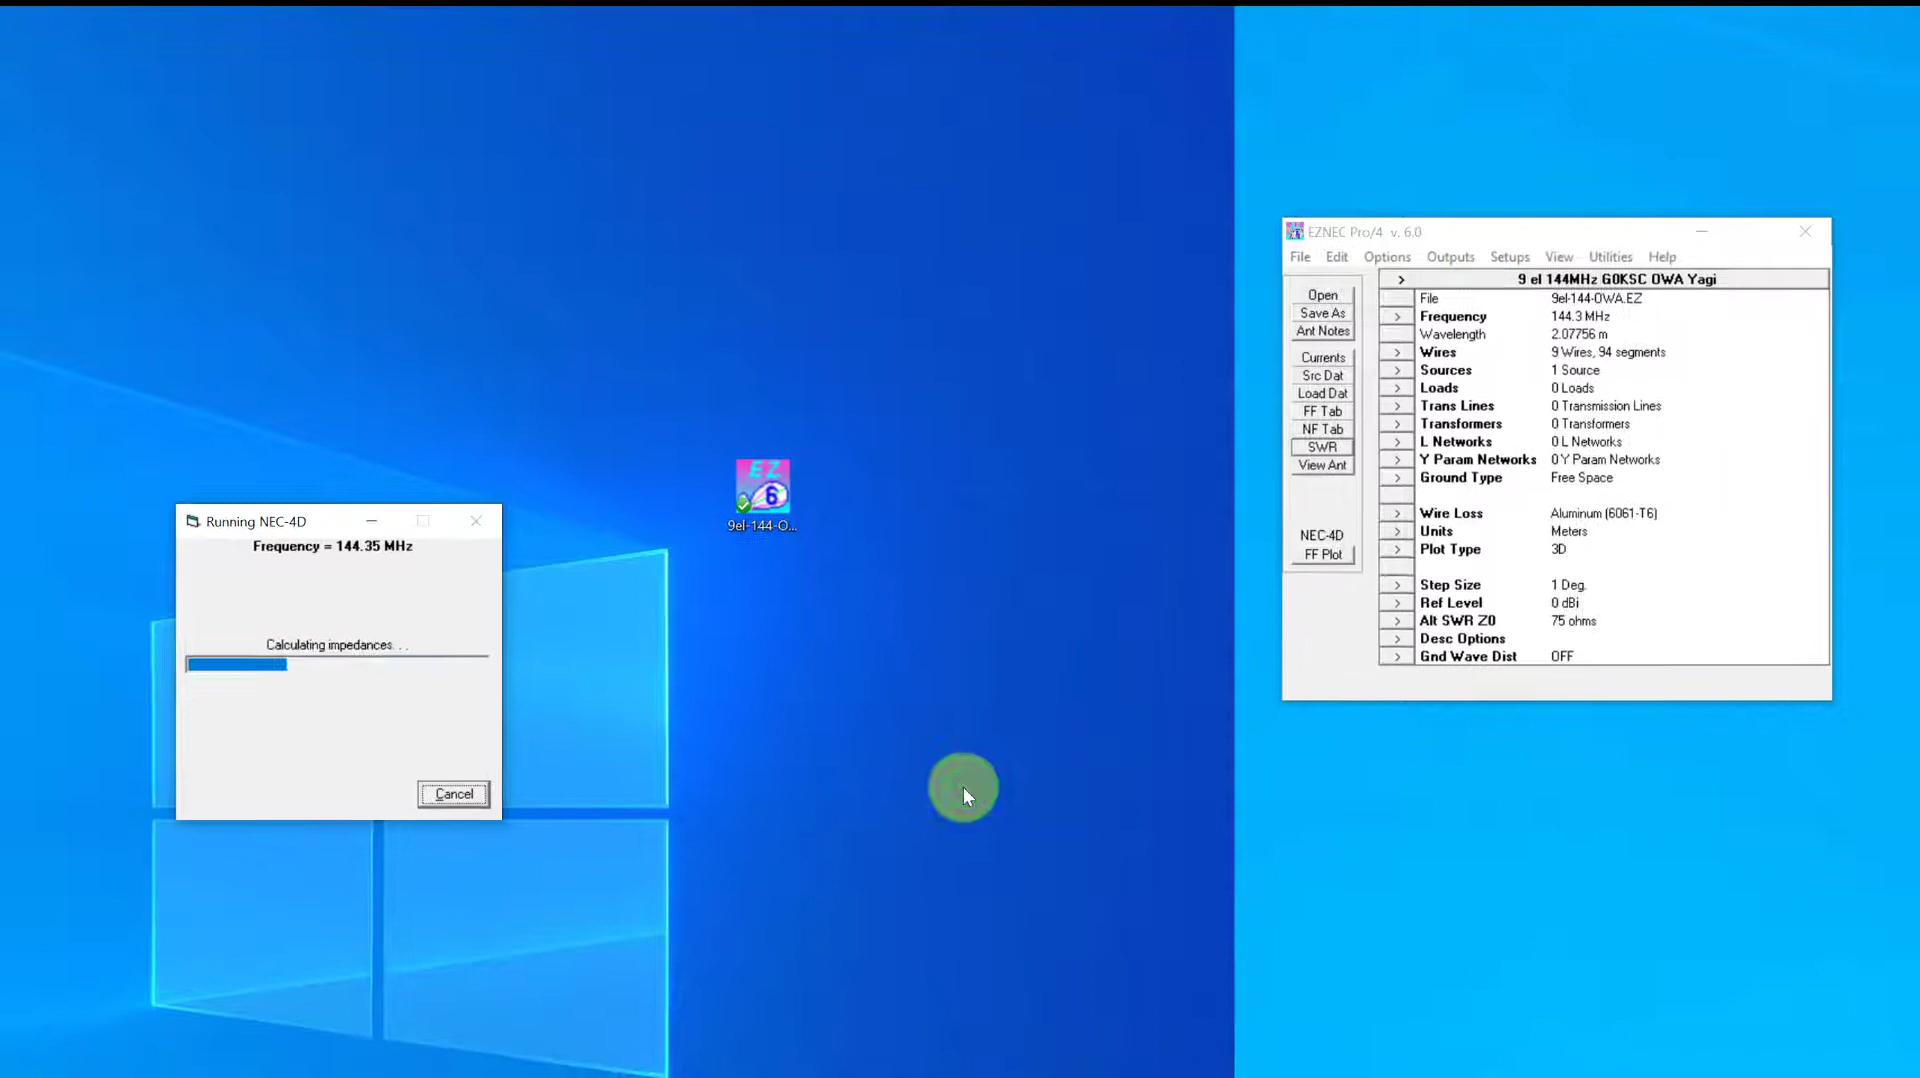 EZNEC Pro/4 v. 6.0
File Edit Options Outputs Setups View Utilities Help
> 9 el 144MHz G0KSC OWA Yagi
Open
Save As
Ant Notes
Currents
Src Dat
Load Dat
FF Tab
NF Tab
SWR
View Ant
NEC-4D
FF Plot
File 9el-144-OWA.EZ
> Frequency 144.3 MHz
Wavelength 2.07756 m
> Wires 9 Wires, 94 segments
> Sources 1 Source
> Loads 0 Loads
> Trans Lines 0 Transmission Lines
> Transformers 0 Transformers
> L Networks 0 L Networks
> Y Param Networks 0 Y Param Networks
> Ground Type Free Space
> Wire Loss Aluminum (6061-T6)
> Units Meters
> Plot Type 3D
> Step Size 1 Deg.
> Ref Level 0 dBi
> Alt SWR Z0 75 ohms
> Desc Options
> Gnd Wave Dist OFF
EZ
6
9el-144-O...
Running NEC-4D
Frequency = 144.35 MHz
Calculating impedances. . .
Cancel